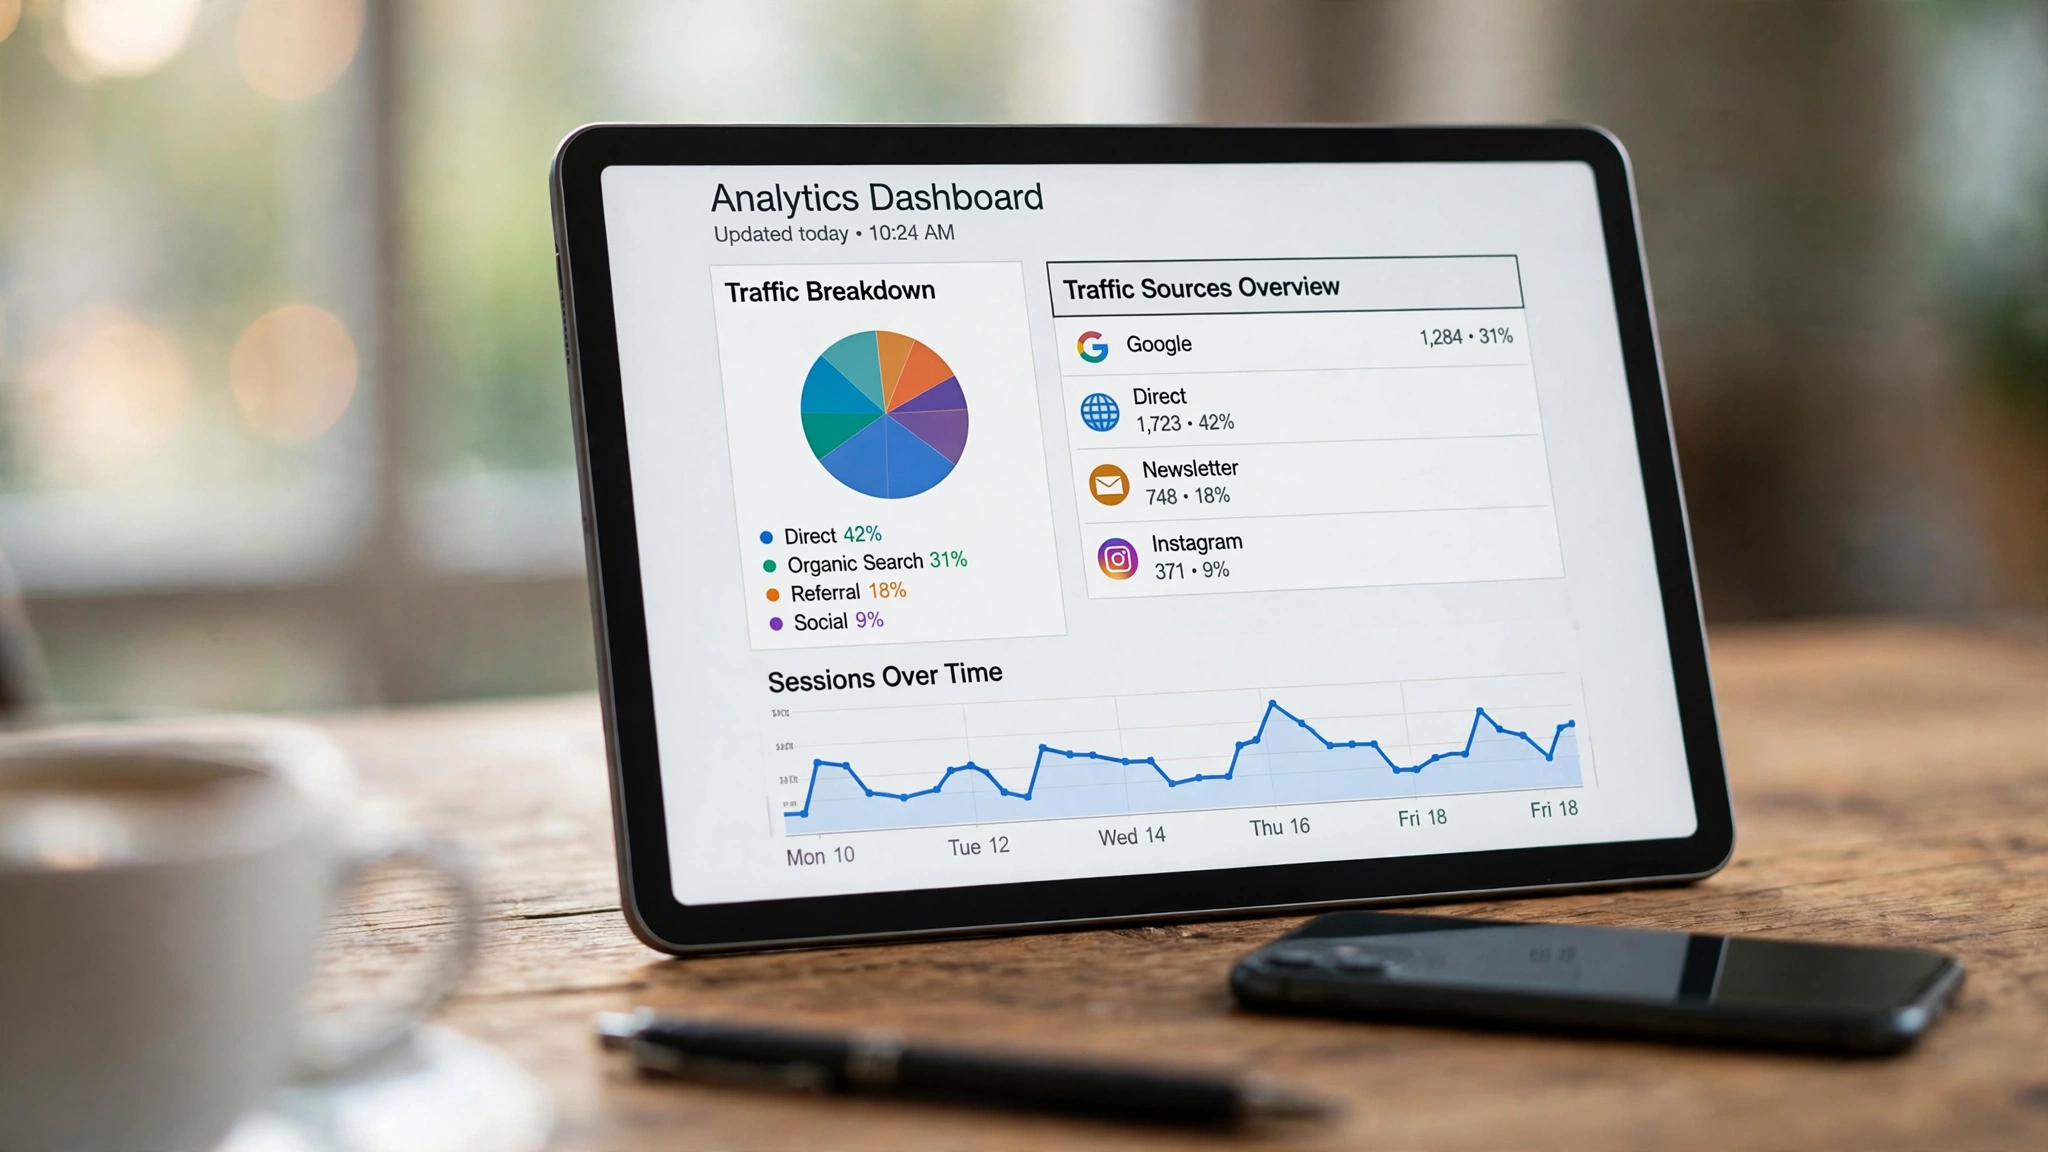 Analytics Dashboard
Updated today • 10:24 AM
Traffic Breakdown
Direct 42%
Organic Search 31%
Referral 18%
Social 9%
Traffic Sources Overview
Google 1,284 • 31%
Direct
1,723 • 42%
Newsletter
748 • 18%
Instagram
371 • 9%
Sessions Over Time
Mon 10 Tue 12 Wed 14 Thu 16 Fri 18 Fri 18